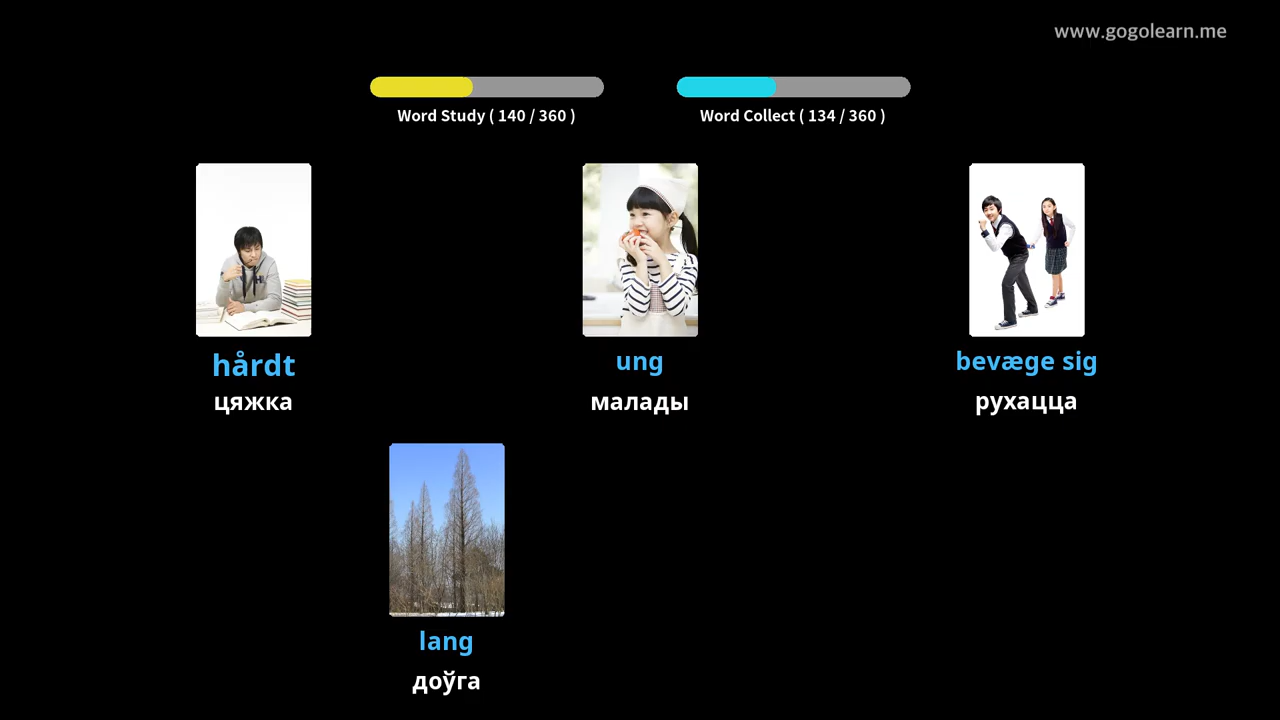 www.gogolearn.me
Word Study ( 140 / 360 )
Word Collect ( 134 / 360 )
hårdt
цяжка
ung
малады
bevæge sig
рухацца
lang
доўга